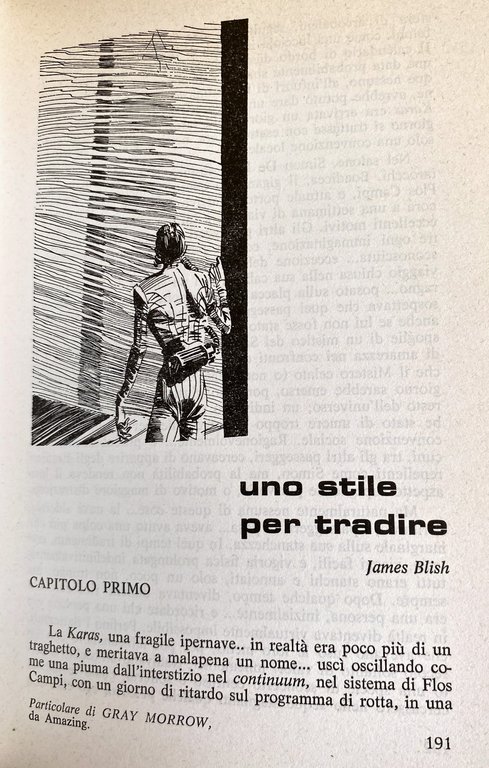 uno stile
per tradire
James Blish
CAPITOLO PRIMO
La Karas, una fragile ipernave.. in realtà era poco più di un
traghetto, e meritava a malapena un nome... uscì oscillando co-
me una piuma dall'interstizio nel continuum, nel sistema di Flos
Campi, con un giorno di ritardo sul programma di rotta, in una
Particolare di GRAY MORROW,
da Amazing.
191